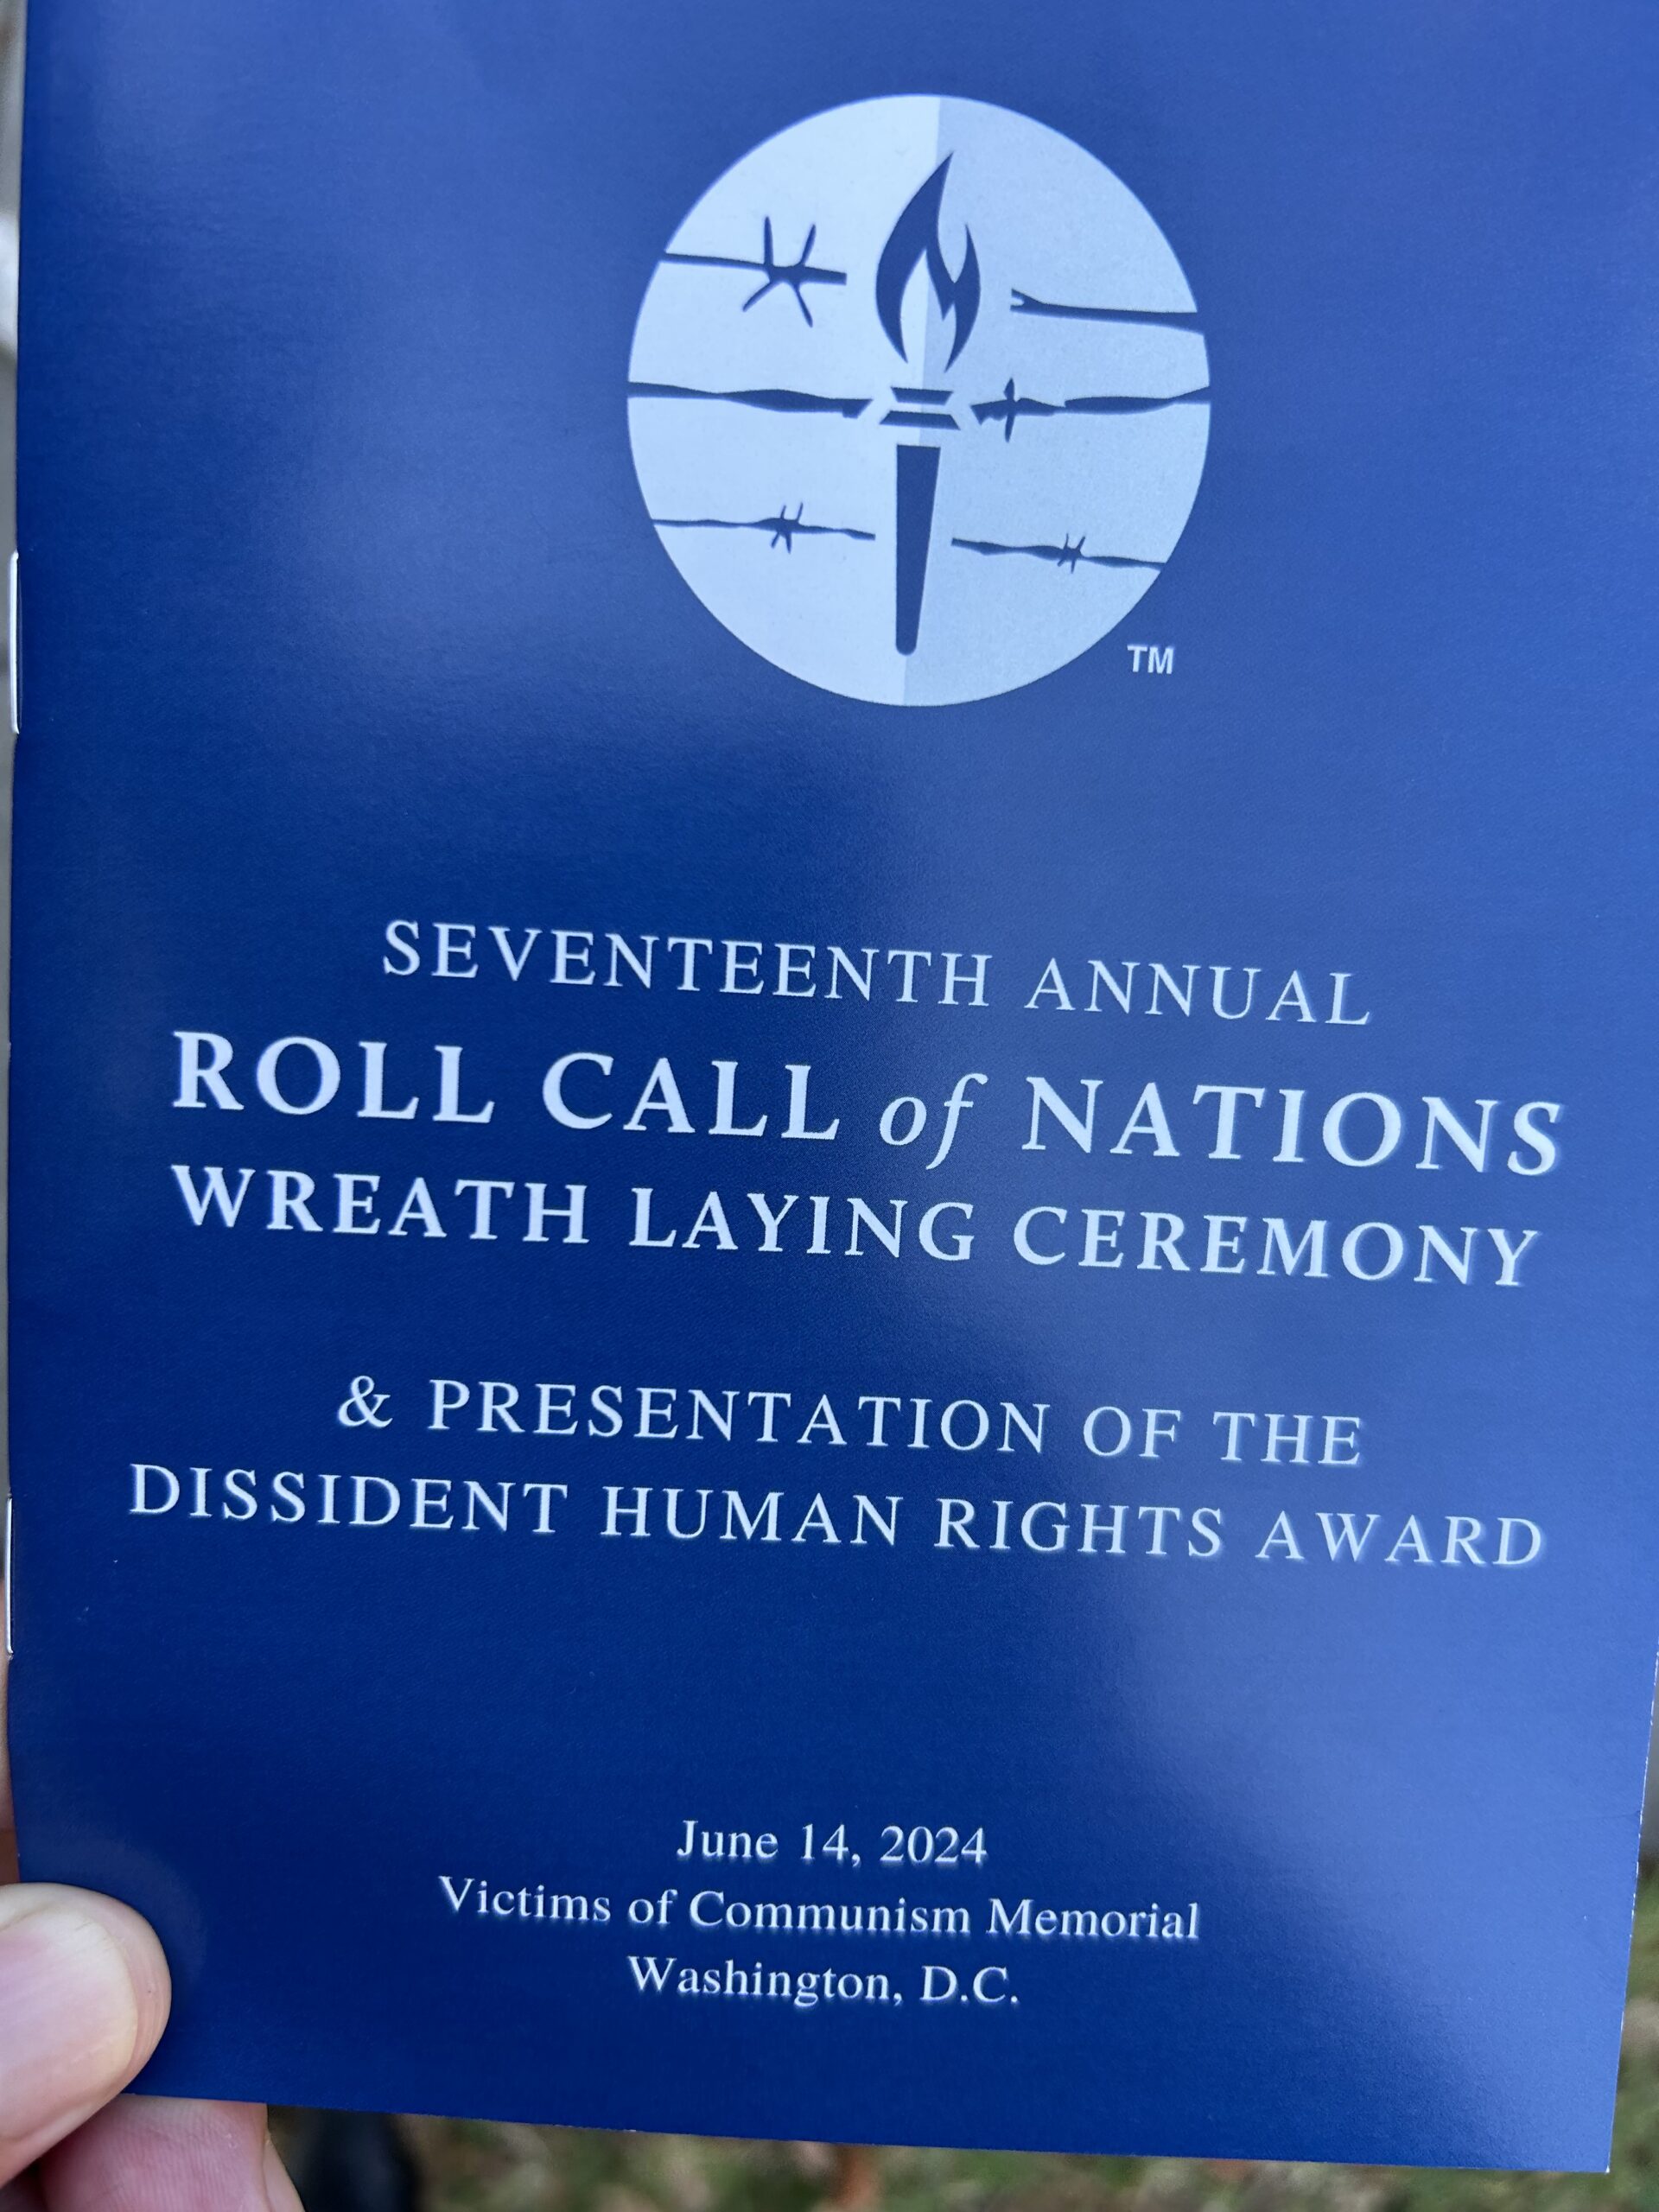 TM
SEVENTEENTH ANNUAL
ROLL CALL of NATIONS
WREATH LAYING CEREMONY
& PRESENTATION OF THE
DISSIDENT HUMAN RIGHTS AWARD
June 14, 2024
Victims of Communism Memorial
Washington, D.C.